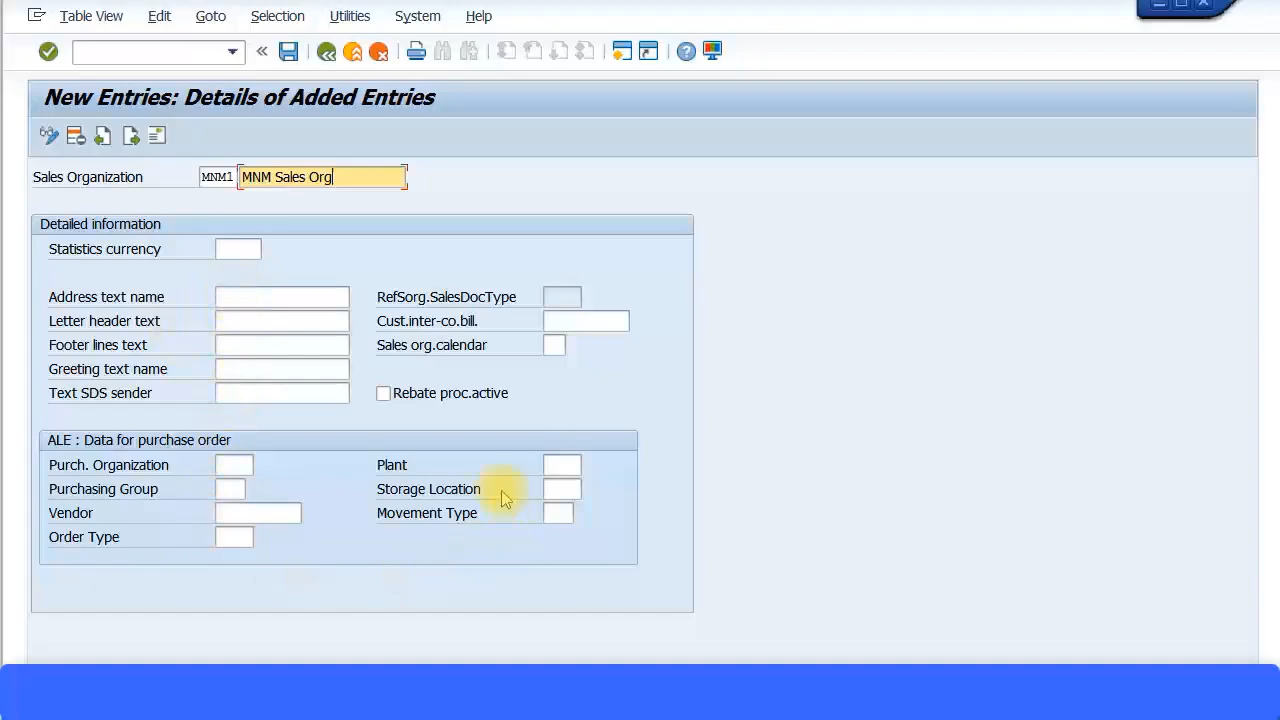 Table View Edit Goto Selection Utilities System Help
New Entries: Details of Added Entries
Sales Organization MNM1 MNM Sales Org
Detailed information
Statistics currency
Address text name RefSorg.SalesDocType
Letter header text Cust.inter-co.bill.
Footer lines text Sales org.calendar
Greeting text name
Text SDS sender Rebate proc.active
ALE : Data for purchase order
Purch. Organization Plant
Purchasing Group Storage Location
Vendor Movement Type
Order Type